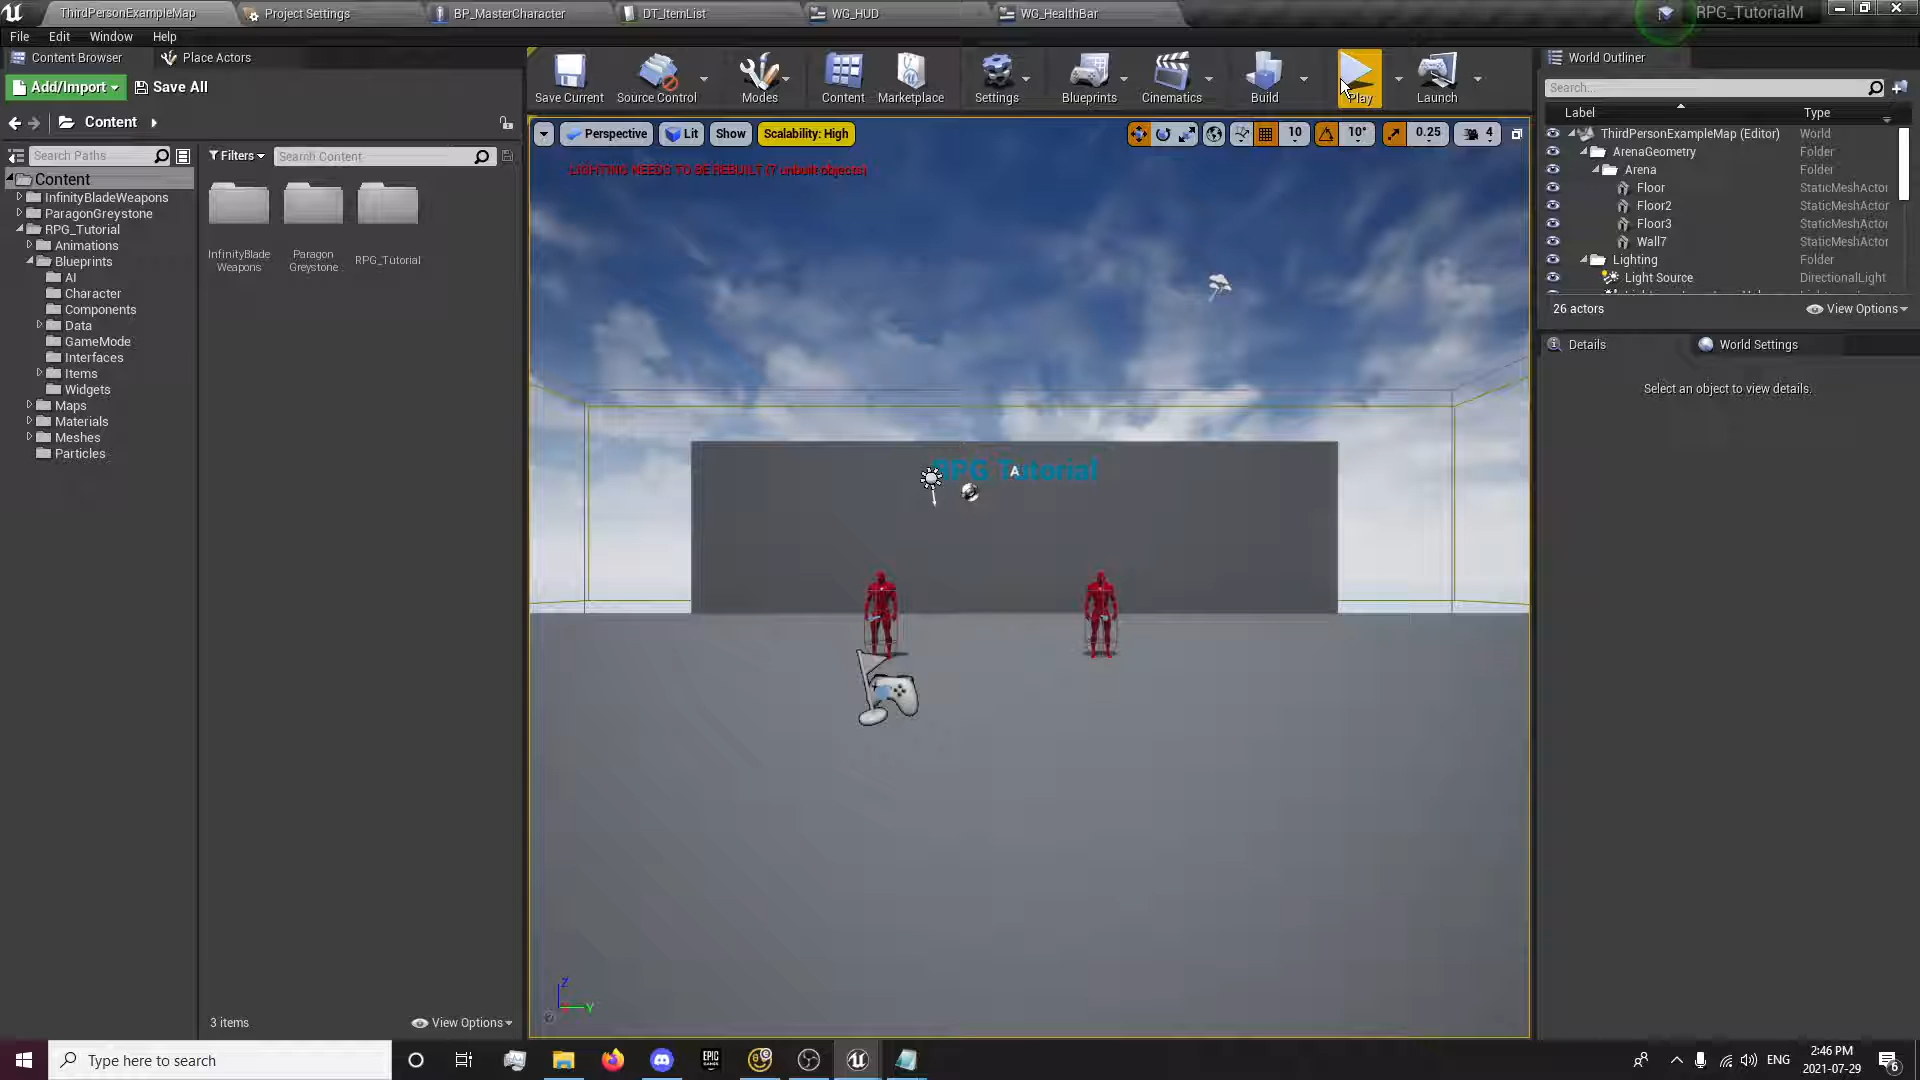 ThirdPersonExampleMap
Project Settings
BP_MasterCharacter
DT_ItemList
WG_HUD
WG_HealthBar
RPG_TutorialM
File
Edit
Window
Help
Content Browser
Place Actors
Add/Import
Save All
Save Current
Source Control
Modes
Content
Marketplace
Settings
Blueprints
Cinematics
Build
Play
Launch
World Outliner
Search...
Label
Type
Content
Search Paths
Filters
Search Content
Content
InfinityBladeWeapons
ParagonGreystone
RPG_Tutorial
Animations
Blueprints
AI
Character
Components
Data
GameMode
Interfaces
Items
Widgets
Maps
Materials
Meshes
Particles
InfinityBlade
Weapons
Paragon
Greystone
RPG_Tutorial
3 items
View Options
Perspective
Lit
Show
Scalability: High
10
10°
0.25
4
LIGHTING NEEDS TO BE REBUILT (7 unbuilt objects)
RPG Tutorial
A
Z
Y
ThirdPersonExampleMap (Editor)
World
ArenaGeometry
Folder
Arena
Folder
Floor
StaticMeshActor
Floor2
StaticMeshActor
Floor3
StaticMeshActor
Wall7
StaticMeshActor
Lighting
Folder
Light Source
DirectionalLight
26 actors
View Options
Details
World Settings
Select an object to view details.
Type here to search
EPIC
GAMES
ENG
2:46 PM
2021-07-29
6